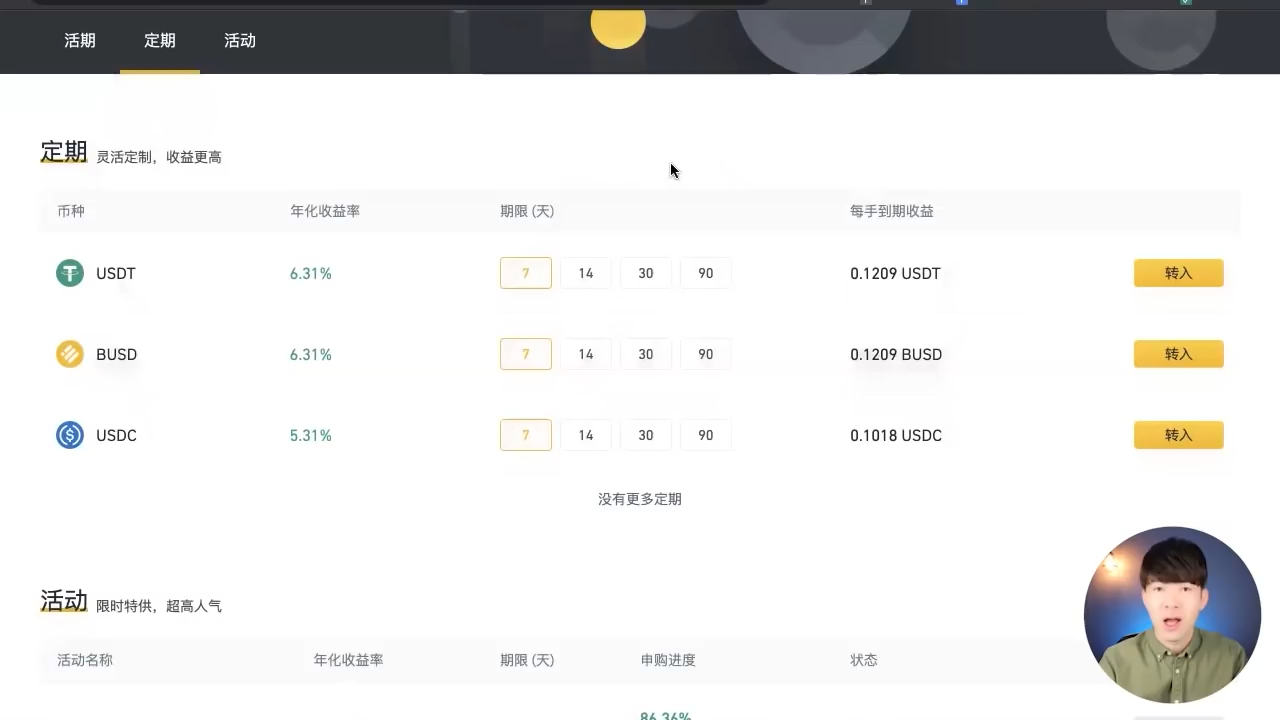 活期 定期 活动
定期 灵活定制，收益更高
币种 年化收益率 期限 (天) 每手到期收益
USDT 6.31% 7 14 30 90 0.1209 USDT 转入
BUSD 6.31% 7 14 30 90 0.1209 BUSD 转入
USDC 5.31% 7 14 30 90 0.1018 USDC 转入
没有更多定期
活动 限时特供，超高人气
活动名称 年化收益率 期限 (天) 申购进度 状态
86.36%